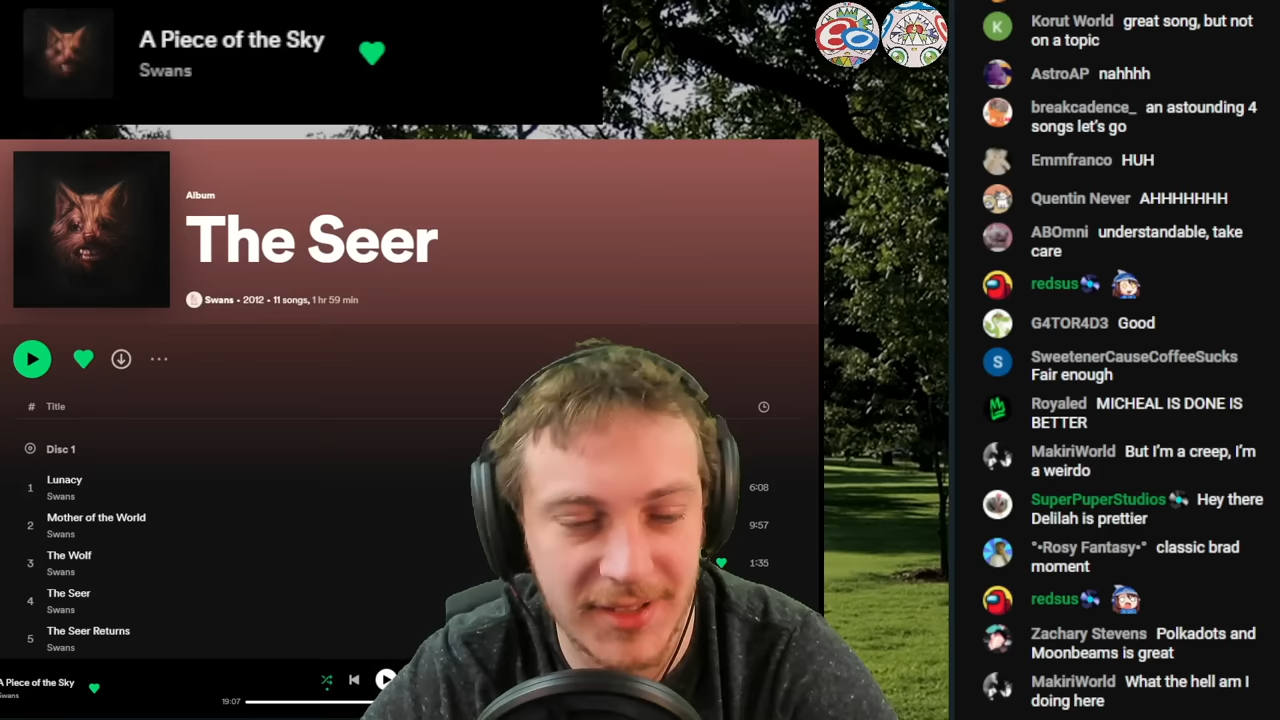 A Piece of the Sky
Swans
Album
The Seer
Swans • 2012 • 11 songs, 1 hr 59 min
# Title
Disc 1
1 Lunacy 6:08
Swans
2 Mother of the World 9:57
Swans
3 The Wolf 1:35
Swans
4 The Seer
Swans
5 The Seer Returns
Swans
A Piece of the Sky
Swans
19:07
K
Korut World great song, but not
on a topic
AstroAP nahhhh
breakcadence_ an astounding 4
songs let's go
Emmfranco HUH
Quentin Never AHHHHHHH
ABOmni understandable, take
care
redsus
G4TOR4D3 Good
S
SweetenerCauseCoffeeSucks
Fair enough
Royaled MICHEAL IS DONE IS
BETTER
MakiriWorld But I'm a creep, I'm
a weirdo
SuperPuperStudios Hey there
Delilah is prettier
°•Rosy Fantasy•° classic brad
moment
redsus
Zachary Stevens Polkadots and
Moonbeams is great
MakiriWorld What the hell am I
doing here